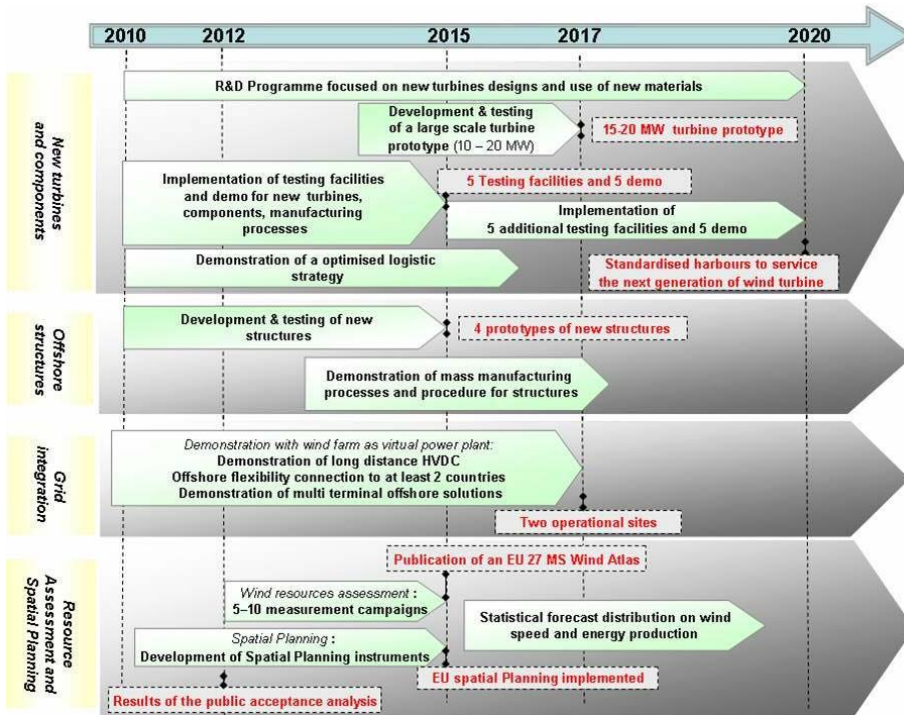 2010
2012
2015
2017
2020
New turbines
and components
R&D Programme focused on new turbines designs and use of new materials
Development & testing
of a large scale turbine
prototype (10 – 20 MW)
15-20 MW turbine prototype
Implementation of testing facilities
and demo for new turbines,
components, manufacturing
processes
5 Testing facilities and 5 demo
Implementation of
5 additional testing facilities and 5 demo
Demonstration of a optimised logistic
strategy
Standardised harbours to service
the next generation of wind turbine
Offshore
structures
Development & testing of new
structures
4 prototypes of new structures
Demonstration of mass manufacturing
processes and procedure for structures
Grid
integration
Demonstration with wind farm as virtual power plant:
Demonstration of long distance HVDC
Offshore flexibility connection to at least 2 countries
Demonstration of multi terminal offshore solutions
Two operational sites
Resource
Assessment and
Spatial Planning
Publication of an EU 27 MS Wind Atlas
Wind resources assessment :
5–10 measurement campaigns
Statistical forecast distribution on wind
speed and energy production
Spatial Planning :
Development of Spatial Planning instruments
EU spatial Planning implemented
Results of the public acceptance analysis